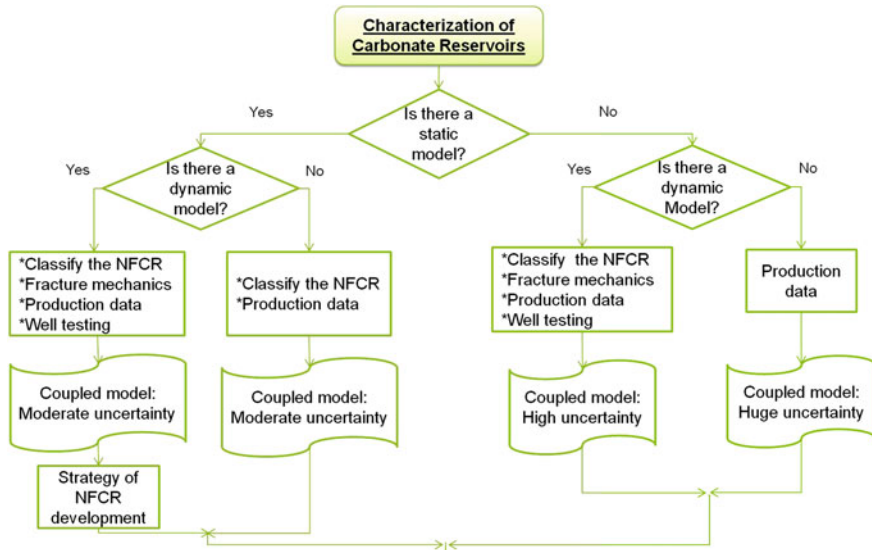 Characterization of
Carbonate Reservoirs
Is there a
static
model?
Yes
No
Is there a
dynamic
model?
Yes
No
Is there a
dynamic
Model?
Yes
No
*Classify the NFCR
*Fracture mechanics
*Production data
*Well testing
*Classify the NFCR
*Production data
*Classify the NFCR
*Fracture mechanics
*Production data
*Well testing
Production
data
Coupled model:
Moderate uncertainty
Coupled model:
Moderate uncertainty
Coupled model:
High uncertainty
Coupled model:
Huge uncertainty
Strategy of
NFCR
development